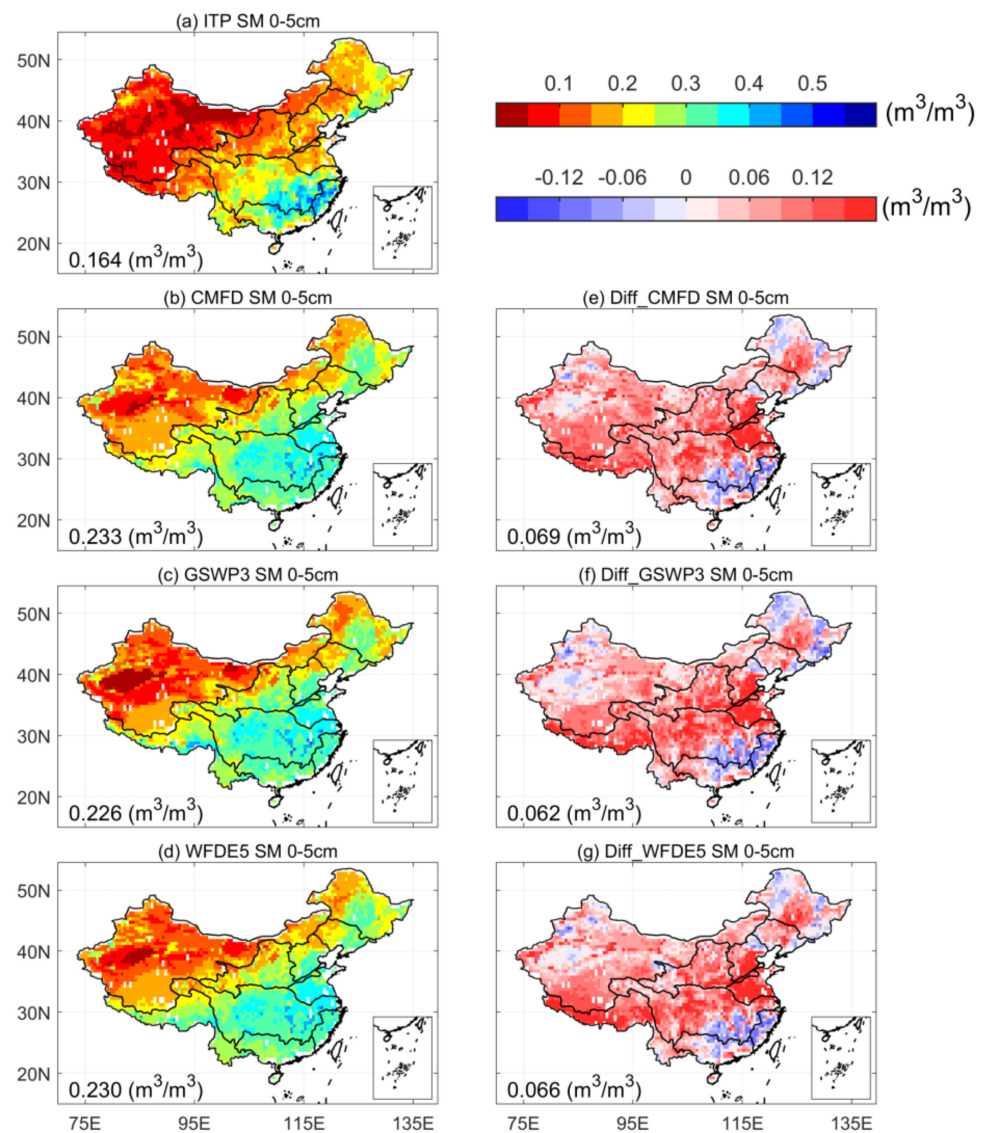 (a) ITP SM 0-5cm
50N
40N
30N
20N
0.164 (m³/m³)
0.1 0.2 0.3 0.4 0.5
(m³/m³)
-0.12 -0.06 0 0.06 0.12
(m³/m³)
(b) CMFD SM 0-5cm
50N
40N
30N
20N
0.233 (m³/m³)
(e) Diff_CMFD SM 0-5cm
0.069 (m³/m³)
(c) GSWP3 SM 0-5cm
50N
40N
30N
20N
0.226 (m³/m³)
(f) Diff_GSWP3 SM 0-5cm
0.062 (m³/m³)
(d) WFDE5 SM 0-5cm
50N
40N
30N
20N
0.230 (m³/m³)
75E 95E 115E 135E
(g) Diff_WFDE5 SM 0-5cm
0.066 (m³/m³)
75E 95E 115E 135E